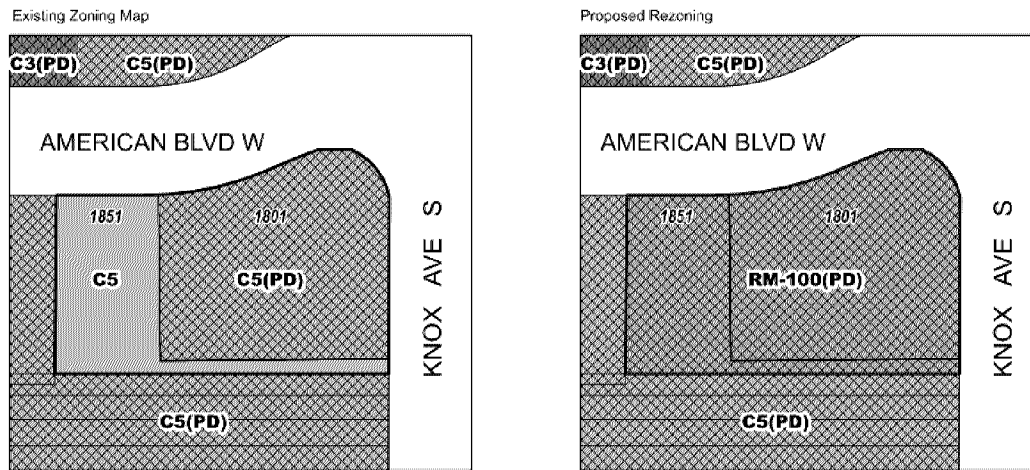 Existing Zoning Map
C3(PD)
C5(PD)
AMERICAN BLVD W
1851
1801
C5
C5(PD)
KNOX AVE S
C5(PD)
Proposed Rezoning
C3(PD)
C5(PD)
AMERICAN BLVD W
1851
1801
RM-100(PD)
KNOX AVE S
C5(PD)